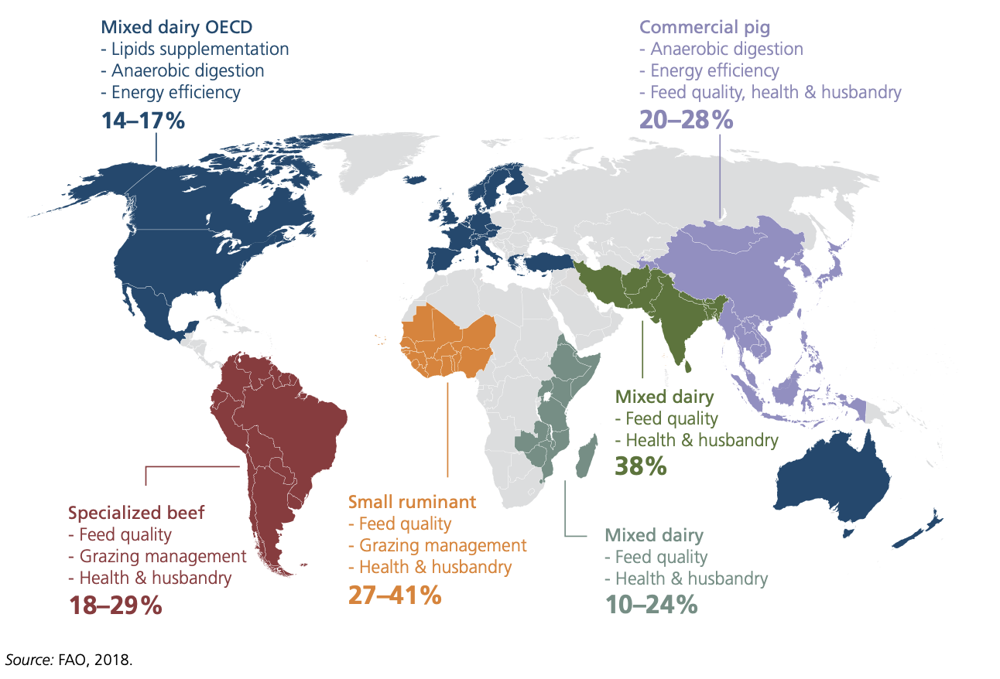 Mixed dairy OECD
- Lipids supplementation
- Anaerobic digestion
- Energy efficiency
14–17%
Commercial pig
- Anaerobic digestion
- Energy efficiency
- Feed quality, health & husbandry
20–28%
Mixed dairy
- Feed quality
- Health & husbandry
38%
Specialized beef
- Feed quality
- Grazing management
- Health & husbandry
18–29%
Small ruminant
- Feed quality
- Grazing management
- Health & husbandry
27–41%
Mixed dairy
- Feed quality
- Health & husbandry
10–24%
Source: FAO, 2018.